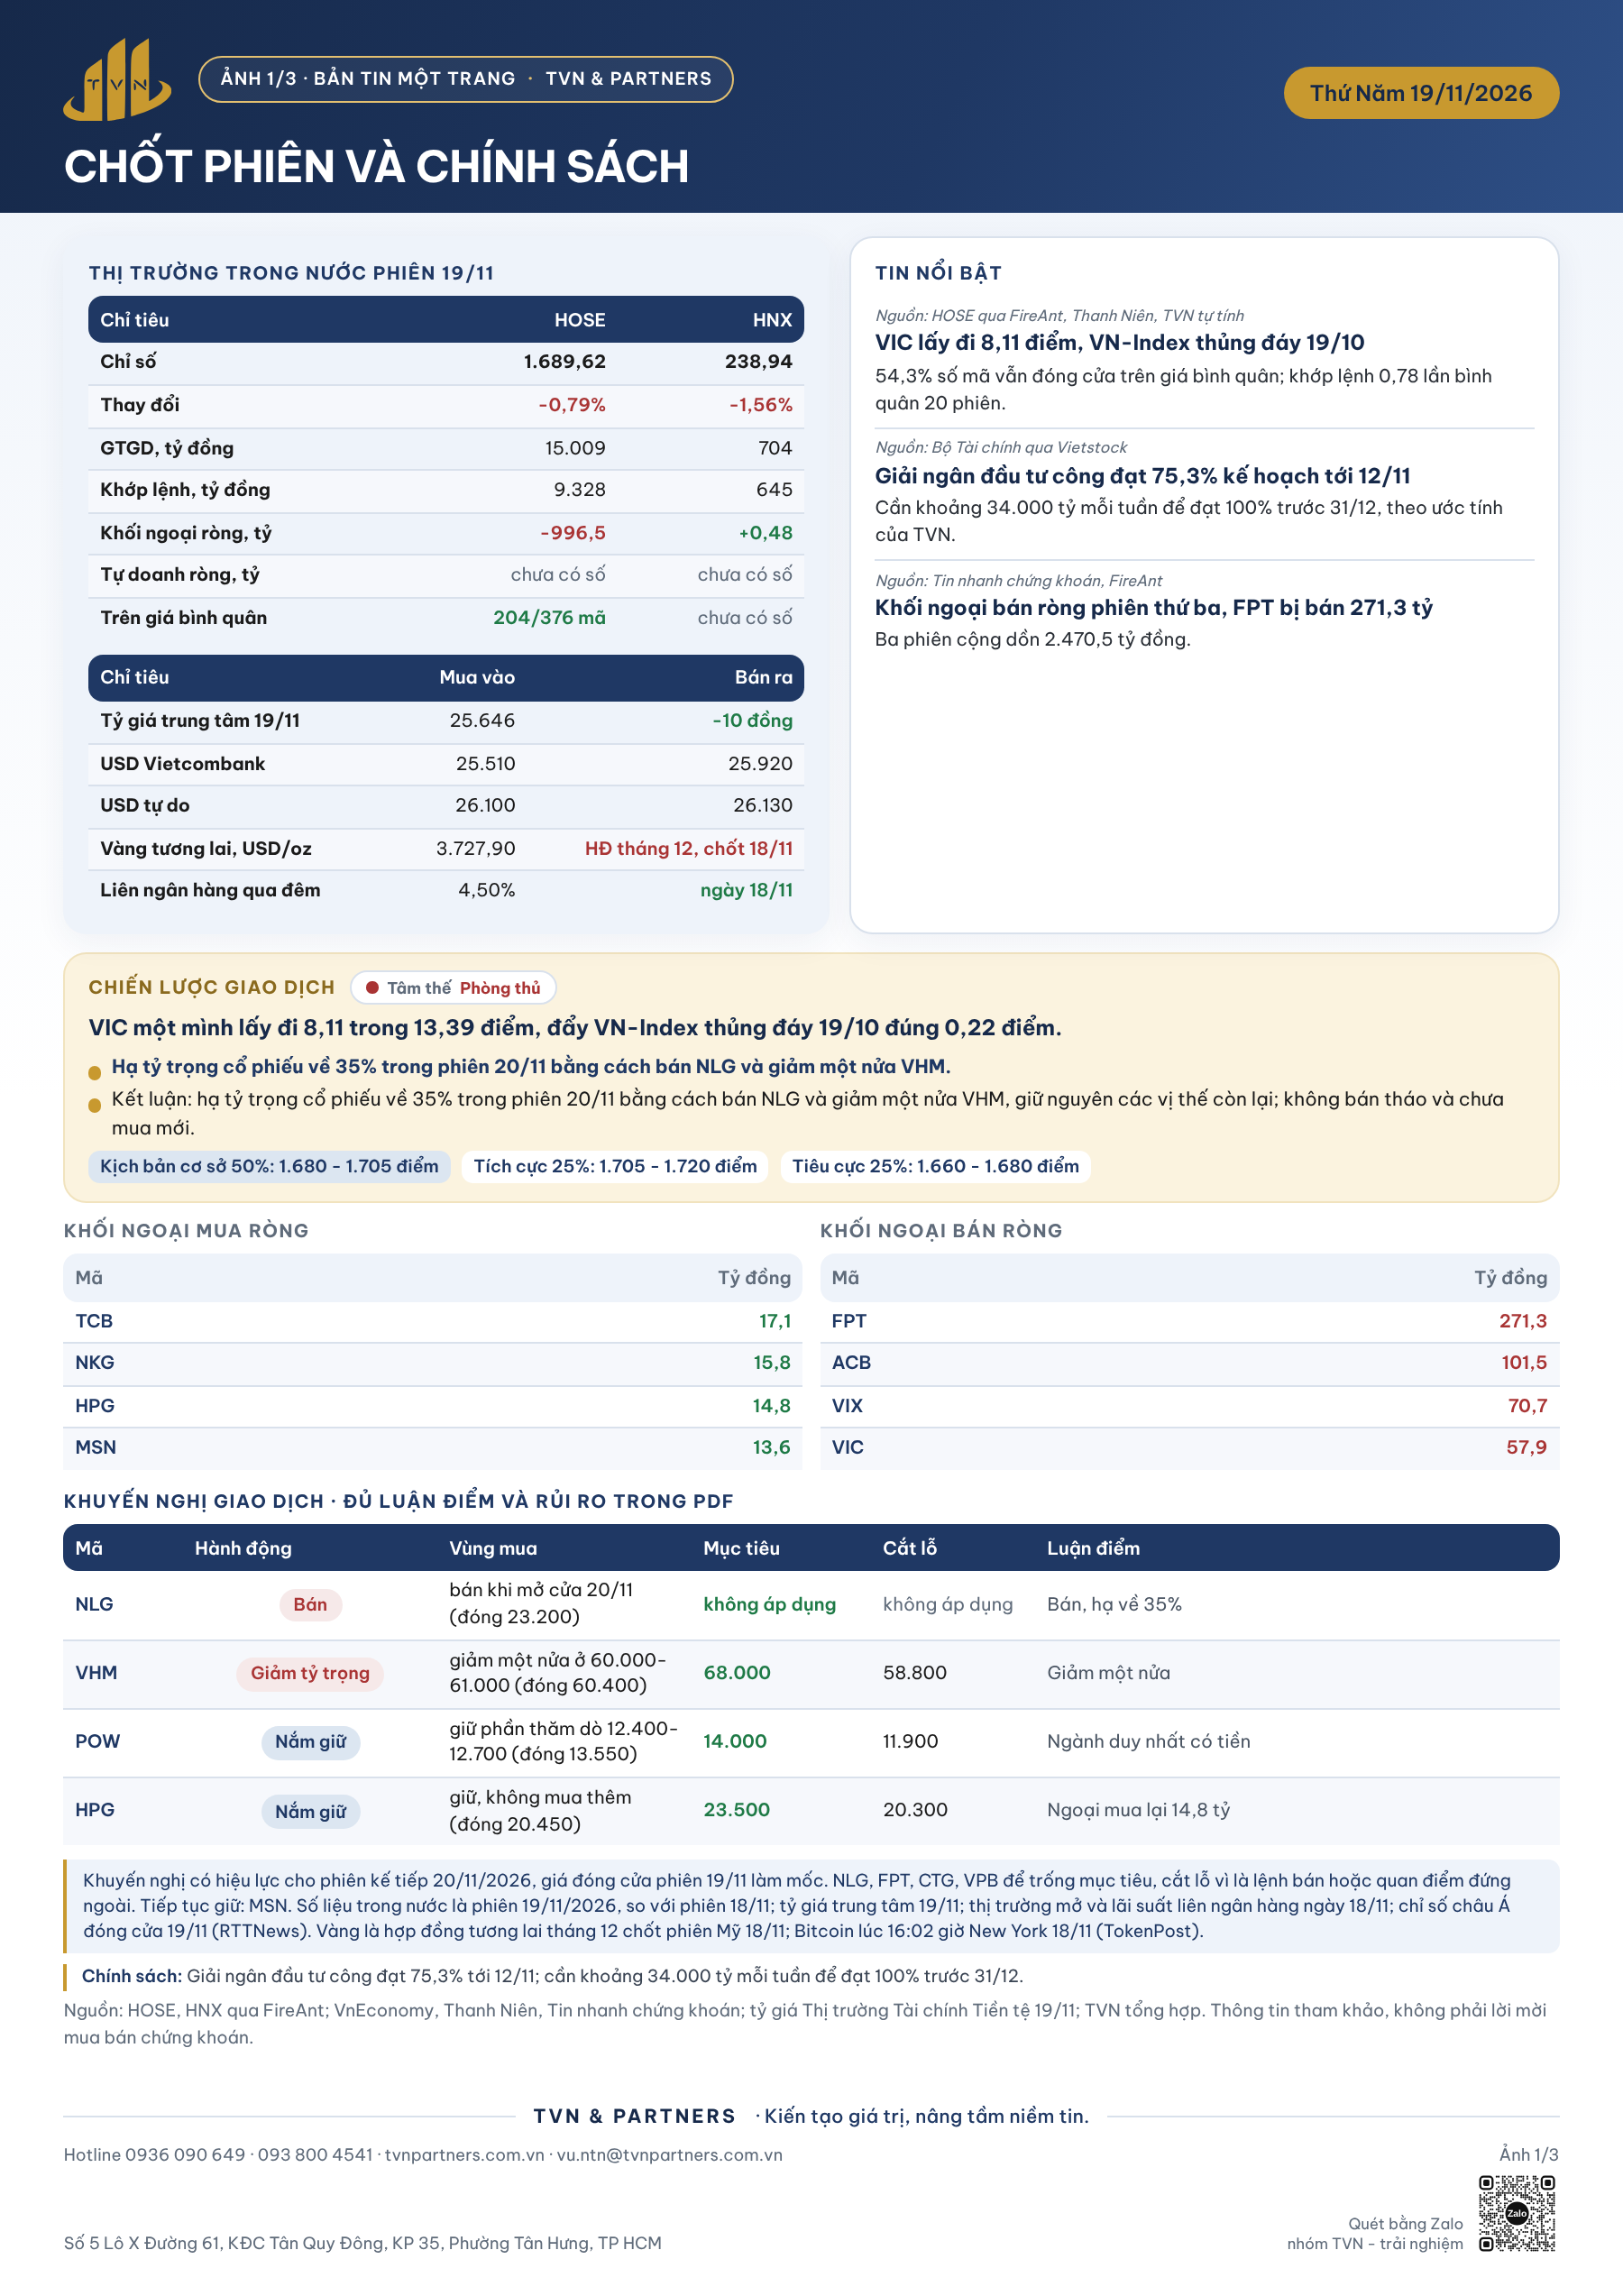 TVN
ẢNH 1/3 · BẢN TIN MỘT TRANG · TVN & PARTNERS
Thứ Năm 19/11/2026
CHỐT PHIÊN VÀ CHÍNH SÁCH
THỊ TRƯỜNG TRONG NƯỚC PHIÊN 19/11
Chỉ tiêu HOSE HNX
Chỉ số 1.689,62 238,94
Thay đổi -0,79% -1,56%
GTGD, tỷ đồng 15.009 704
Khớp lệnh, tỷ đồng 9.328 645
Khối ngoại ròng, tỷ -996,5 +0,48
Tự doanh ròng, tỷ chưa có số chưa có số
Trên giá bình quân 204/376 mã chưa có số
Chỉ tiêu Mua vào Bán ra
Tỷ giá trung tâm 19/11 25.646 -10 đồng
USD Vietcombank 25.510 25.920
USD tự do 26.100 26.130
Vàng tương lai, USD/oz 3.727,90 HĐ tháng 12, chốt 18/11
Liên ngân hàng qua đêm 4,50% ngày 18/11
TIN NỔI BẬT
Nguồn: HOSE qua FireAnt, Thanh Niên, TVN tự tính
VIC lấy đi 8,11 điểm, VN-Index thủng đáy 19/10
54,3% số mã vẫn đóng cửa trên giá bình quân; khớp lệnh 0,78 lần bình
quân 20 phiên.
Nguồn: Bộ Tài chính qua Vietstock
Giải ngân đầu tư công đạt 75,3% kế hoạch tới 12/11
Cần khoảng 34.000 tỷ mỗi tuần để đạt 100% trước 31/12, theo ước tính
của TVN.
Nguồn: Tin nhanh chứng khoán, FireAnt
Khối ngoại bán ròng phiên thứ ba, FPT bị bán 271,3 tỷ
Ba phiên cộng dồn 2.470,5 tỷ đồng.
CHIẾN LƯỢC GIAO DỊCH Tâm thế Phòng thủ
VIC một mình lấy đi 8,11 trong 13,39 điểm, đẩy VN-Index thủng đáy 19/10 đúng 0,22 điểm.
Hạ tỷ trọng cổ phiếu về 35% trong phiên 20/11 bằng cách bán NLG và giảm một nửa VHM.
Kết luận: hạ tỷ trọng cổ phiếu về 35% trong phiên 20/11 bằng cách bán NLG và giảm một nửa VHM, giữ nguyên các vị thế còn lại; không bán tháo và chưa
mua mới.
Kịch bản cơ sở 50%: 1.680 - 1.705 điểm Tích cực 25%: 1.705 - 1.720 điểm Tiêu cực 25%: 1.660 - 1.680 điểm
KHỐI NGOẠI MUA RÒNG
Mã Tỷ đồng
TCB 17,1
NKG 15,8
HPG 14,8
MSN 13,6
KHỐI NGOẠI BÁN RÒNG
Mã Tỷ đồng
FPT 271,3
ACB 101,5
VIX 70,7
VIC 57,9
KHUYẾN NGHỊ GIAO DỊCH · ĐỦ LUẬN ĐIỂM VÀ RỦI RO TRONG PDF
Mã Hành động Vùng mua Mục tiêu Cắt lỗ Luận điểm
NLG Bán bán khi mở cửa 20/11
(đóng 23.200) không áp dụng không áp dụng Bán, hạ về 35%
VHM Giảm tỷ trọng giảm một nửa ở 60.000-
61.000 (đóng 60.400) 68.000 58.800 Giảm một nửa
POW Nắm giữ giữ phần thăm dò 12.400-
12.700 (đóng 13.550) 14.000 11.900 Ngành duy nhất có tiền
HPG Nắm giữ giữ, không mua thêm
(đóng 20.450) 23.500 20.300 Ngoại mua lại 14,8 tỷ
Khuyến nghị có hiệu lực cho phiên kế tiếp 20/11/2026, giá đóng cửa phiên 19/11 làm mốc. NLG, FPT, CTG, VPB để trống mục tiêu, cắt lỗ vì là lệnh bán hoặc quan điểm đứng
ngoài. Tiếp tục giữ: MSN. Số liệu trong nước là phiên 19/11/2026, so với phiên 18/11; tỷ giá trung tâm 19/11; thị trường mở và lãi suất liên ngân hàng ngày 18/11; chỉ số châu Á
đóng cửa 19/11 (RTTNews). Vàng là hợp đồng tương lai tháng 12 chốt phiên Mỹ 18/11; Bitcoin lúc 16:02 giờ New York 18/11 (TokenPost).
Chính sách: Giải ngân đầu tư công đạt 75,3% tới 12/11; cần khoảng 34.000 tỷ mỗi tuần để đạt 100% trước 31/12.
Nguồn: HOSE, HNX qua FireAnt; VnEconomy, Thanh Niên, Tin nhanh chứng khoán; tỷ giá Thị trường Tài chính Tiền tệ 19/11; TVN tổng hợp. Thông tin tham khảo, không phải lời mời
mua bán chứng khoán.
TVN & PARTNERS · Kiến tạo giá trị, nâng tầm niềm tin.
Hotline 0936 090 649 · 093 800 4541 · tvnpartners.com.vn · vu.ntn@tvnpartners.com.vn
Ảnh 1/3
Zalo
Quét bằng Zalo
nhóm TVN - trải nghiệm
Số 5 Lô X Đường 61, KĐC Tân Quy Đông, KP 35, Phường Tân Hưng, TP HCM